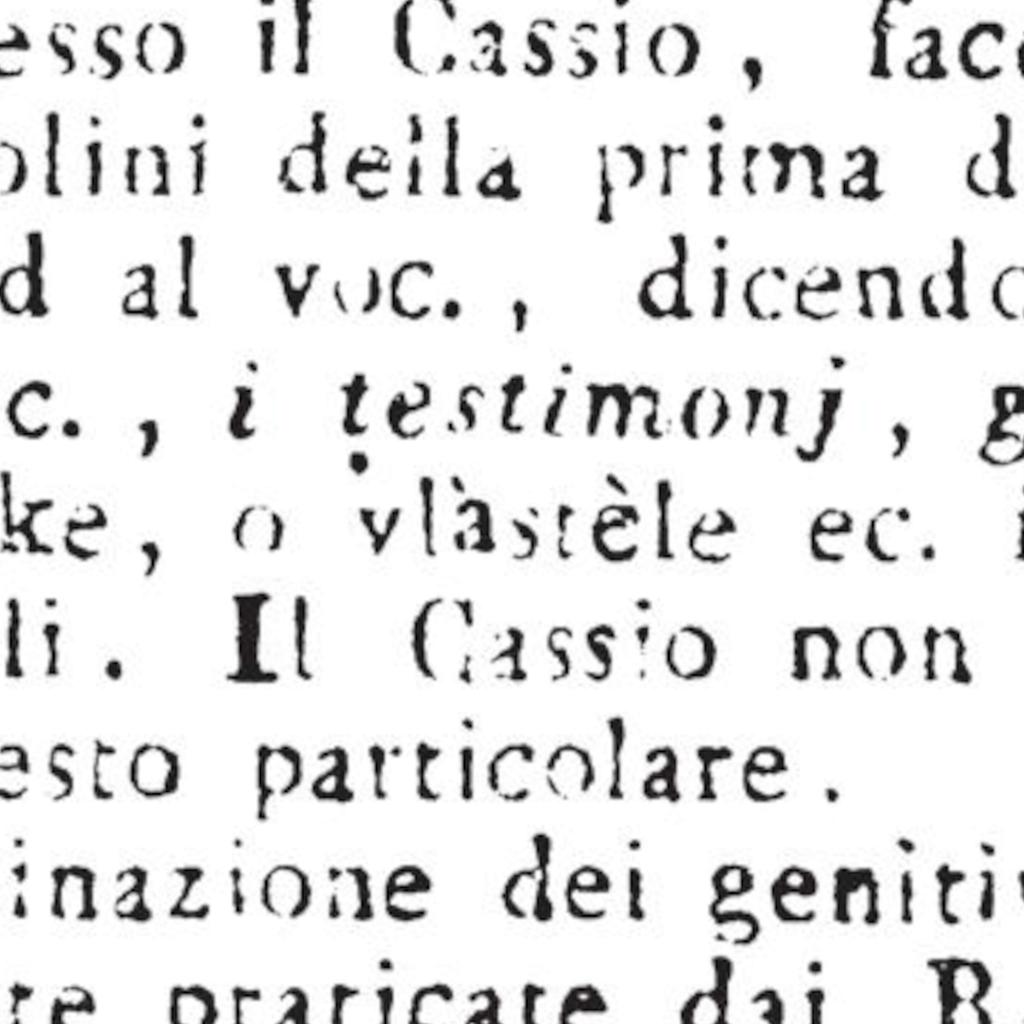 esso il Cassio, fac
olini della prima d
d al voc., dicendo
c., i testimonj, g
ke, o vlàstèle ec. i
li. Il Cassio non
esto particolare.
inazione dei genitiv
te praticate dai R